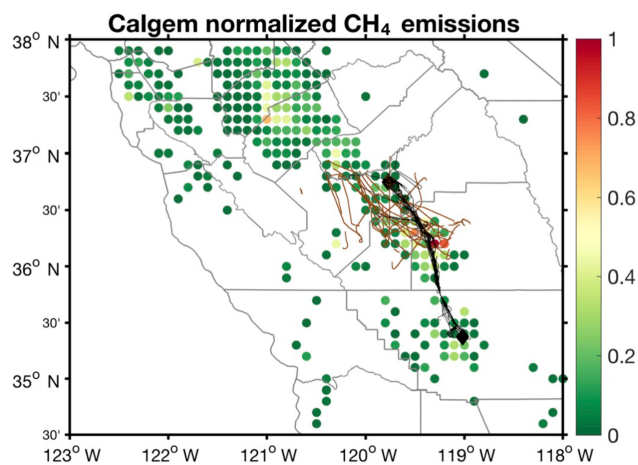 Calgem normalized CH₄ emissions
38° N
30'
37° N
30'
36° N
30'
35° N
30'
123° W 122° W 121° W 120° W 119° W 118° W
1
0.8
0.6
0.4
0.2
0